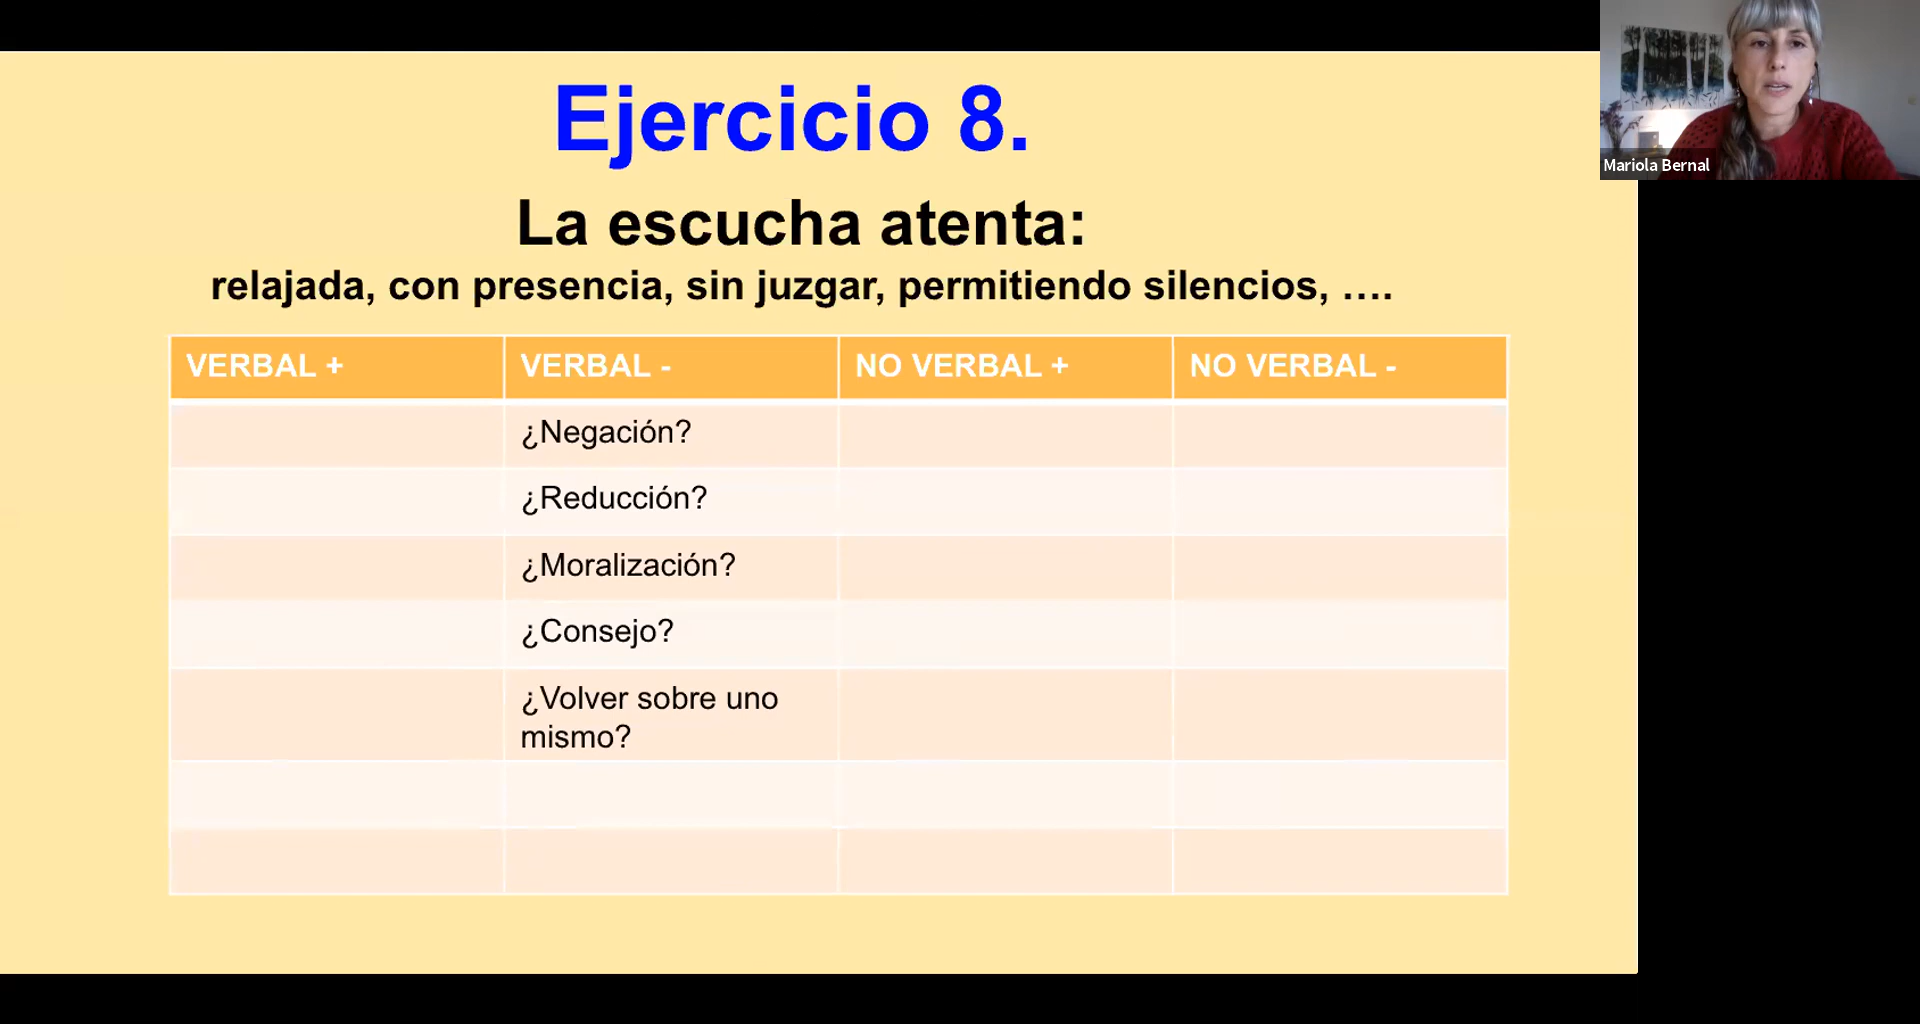 Ejercicio 8.
La escucha atenta:
relajada, con presencia, sin juzgar, permitiendo silencios, ....
VERBAL + VERBAL - NO VERBAL + NO VERBAL -
¿Negación?
¿Reducción?
¿Moralización?
¿Consejo?
¿Volver sobre uno
mismo?
Mariola Bernal